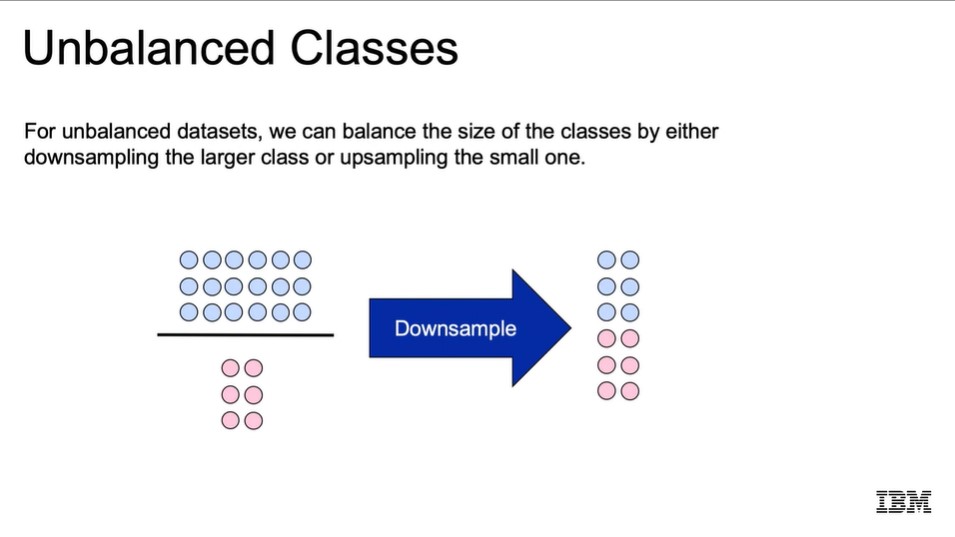 Unbalanced Classes
For unbalanced datasets, we can balance the size of the classes by either
downsampling the larger class or upsampling the small one.
Downsample
IBM